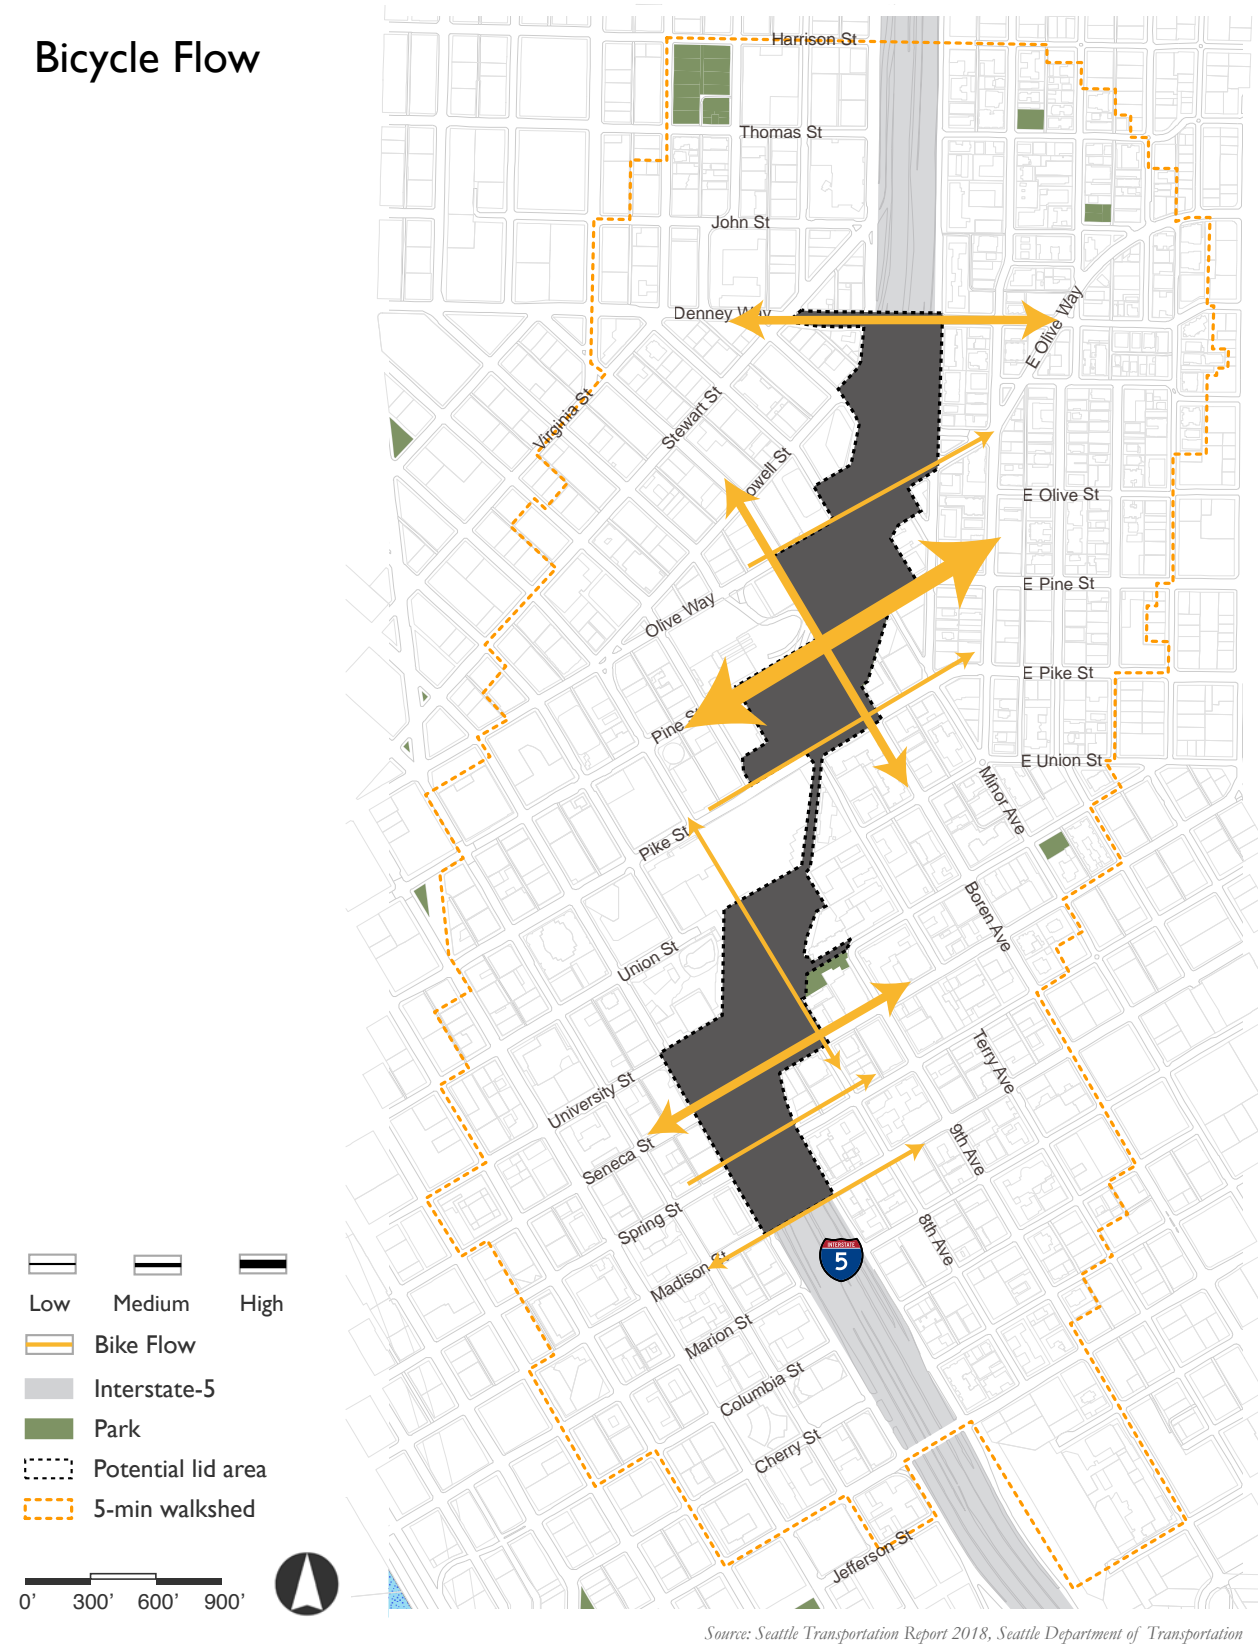 Bicycle Flow
Harrison St
Thomas St
John St
Denney Way
E Olive Way
Virginia St
Stewart St
owell St
E Olive St
E Pine St
Olive Way
E Pike St
Pine St
E Union St
Minor Ave
Pike St
Boren Ave
Union St
Terry Ave
University St
9th Ave
Seneca St
Spring St
8th Ave
INTERSTATE
5
Madison St
Marion St
Columbia St
Cherry St
Jefferson St
Low Medium High
Bike Flow
Interstate-5
Park
Potential lid area
5-min walkshed
0’ 300’ 600’ 900’
Source: Seattle Transportation Report 2018, Seattle Department of Transportation